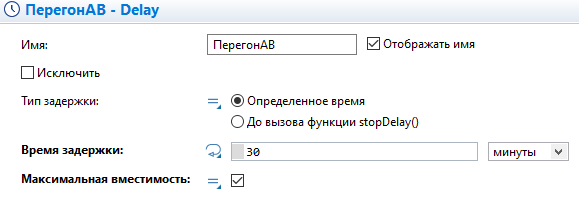 ПерегонАВ - Delay
Имя: ПерегонАВ Отображать имя
Исключить
Тип задержки: Определенное время
До вызова функции stopDelay()
Время задержки: 30 минуты
Максимальная вместимость: